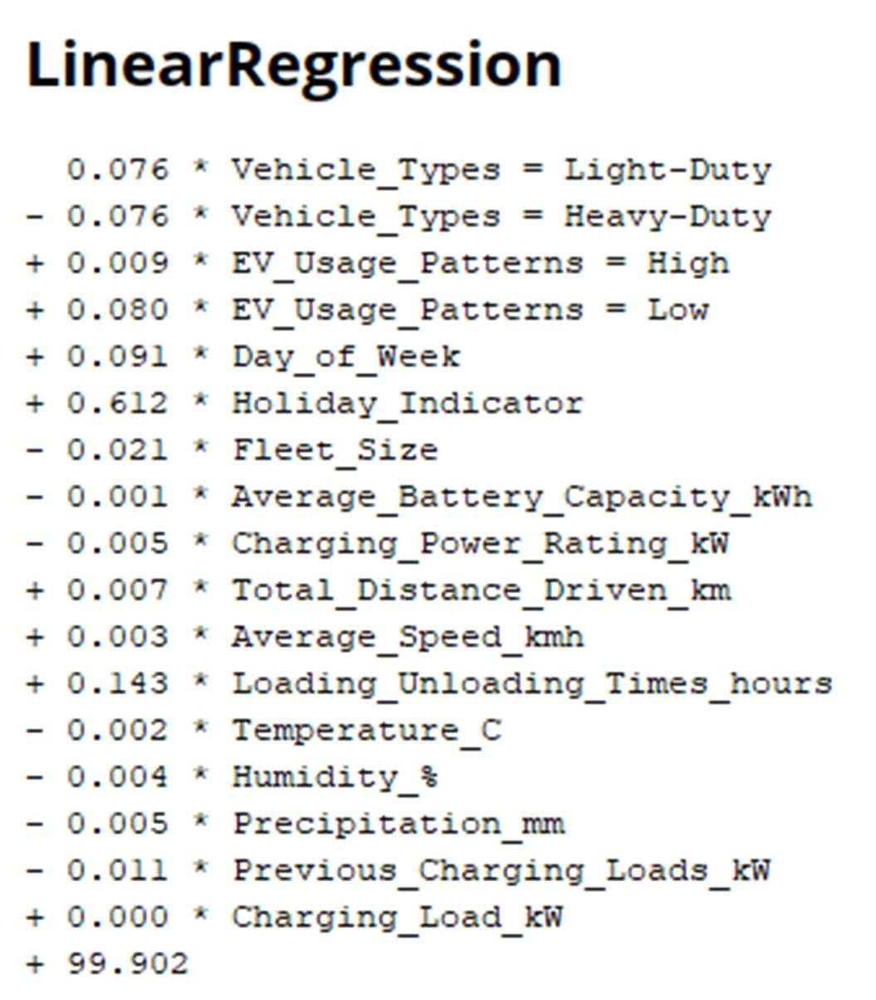 LinearRegression
0.076 * Vehicle_Types = Light-Duty
- 0.076 * Vehicle_Types = Heavy-Duty
+ 0.009 * EV_Usage_Patterns = High
+ 0.080 * EV_Usage_Patterns = Low
+ 0.091 * Day_of_Week
+ 0.612 * Holiday_Indicator
- 0.021 * Fleet_Size
- 0.001 * Average_Battery_Capacity_kWh
- 0.005 * Charging_Power_Rating_kW
+ 0.007 * Total_Distance_Driven_km
+ 0.003 * Average_Speed_kmh
+ 0.143 * Loading_Unloading_Times_hours
- 0.002 * Temperature_C
- 0.004 * Humidity_%
- 0.005 * Precipitation_mm
- 0.011 * Previous_Charging_Loads_kW
+ 0.000 * Charging_Load_kW
+ 99.902